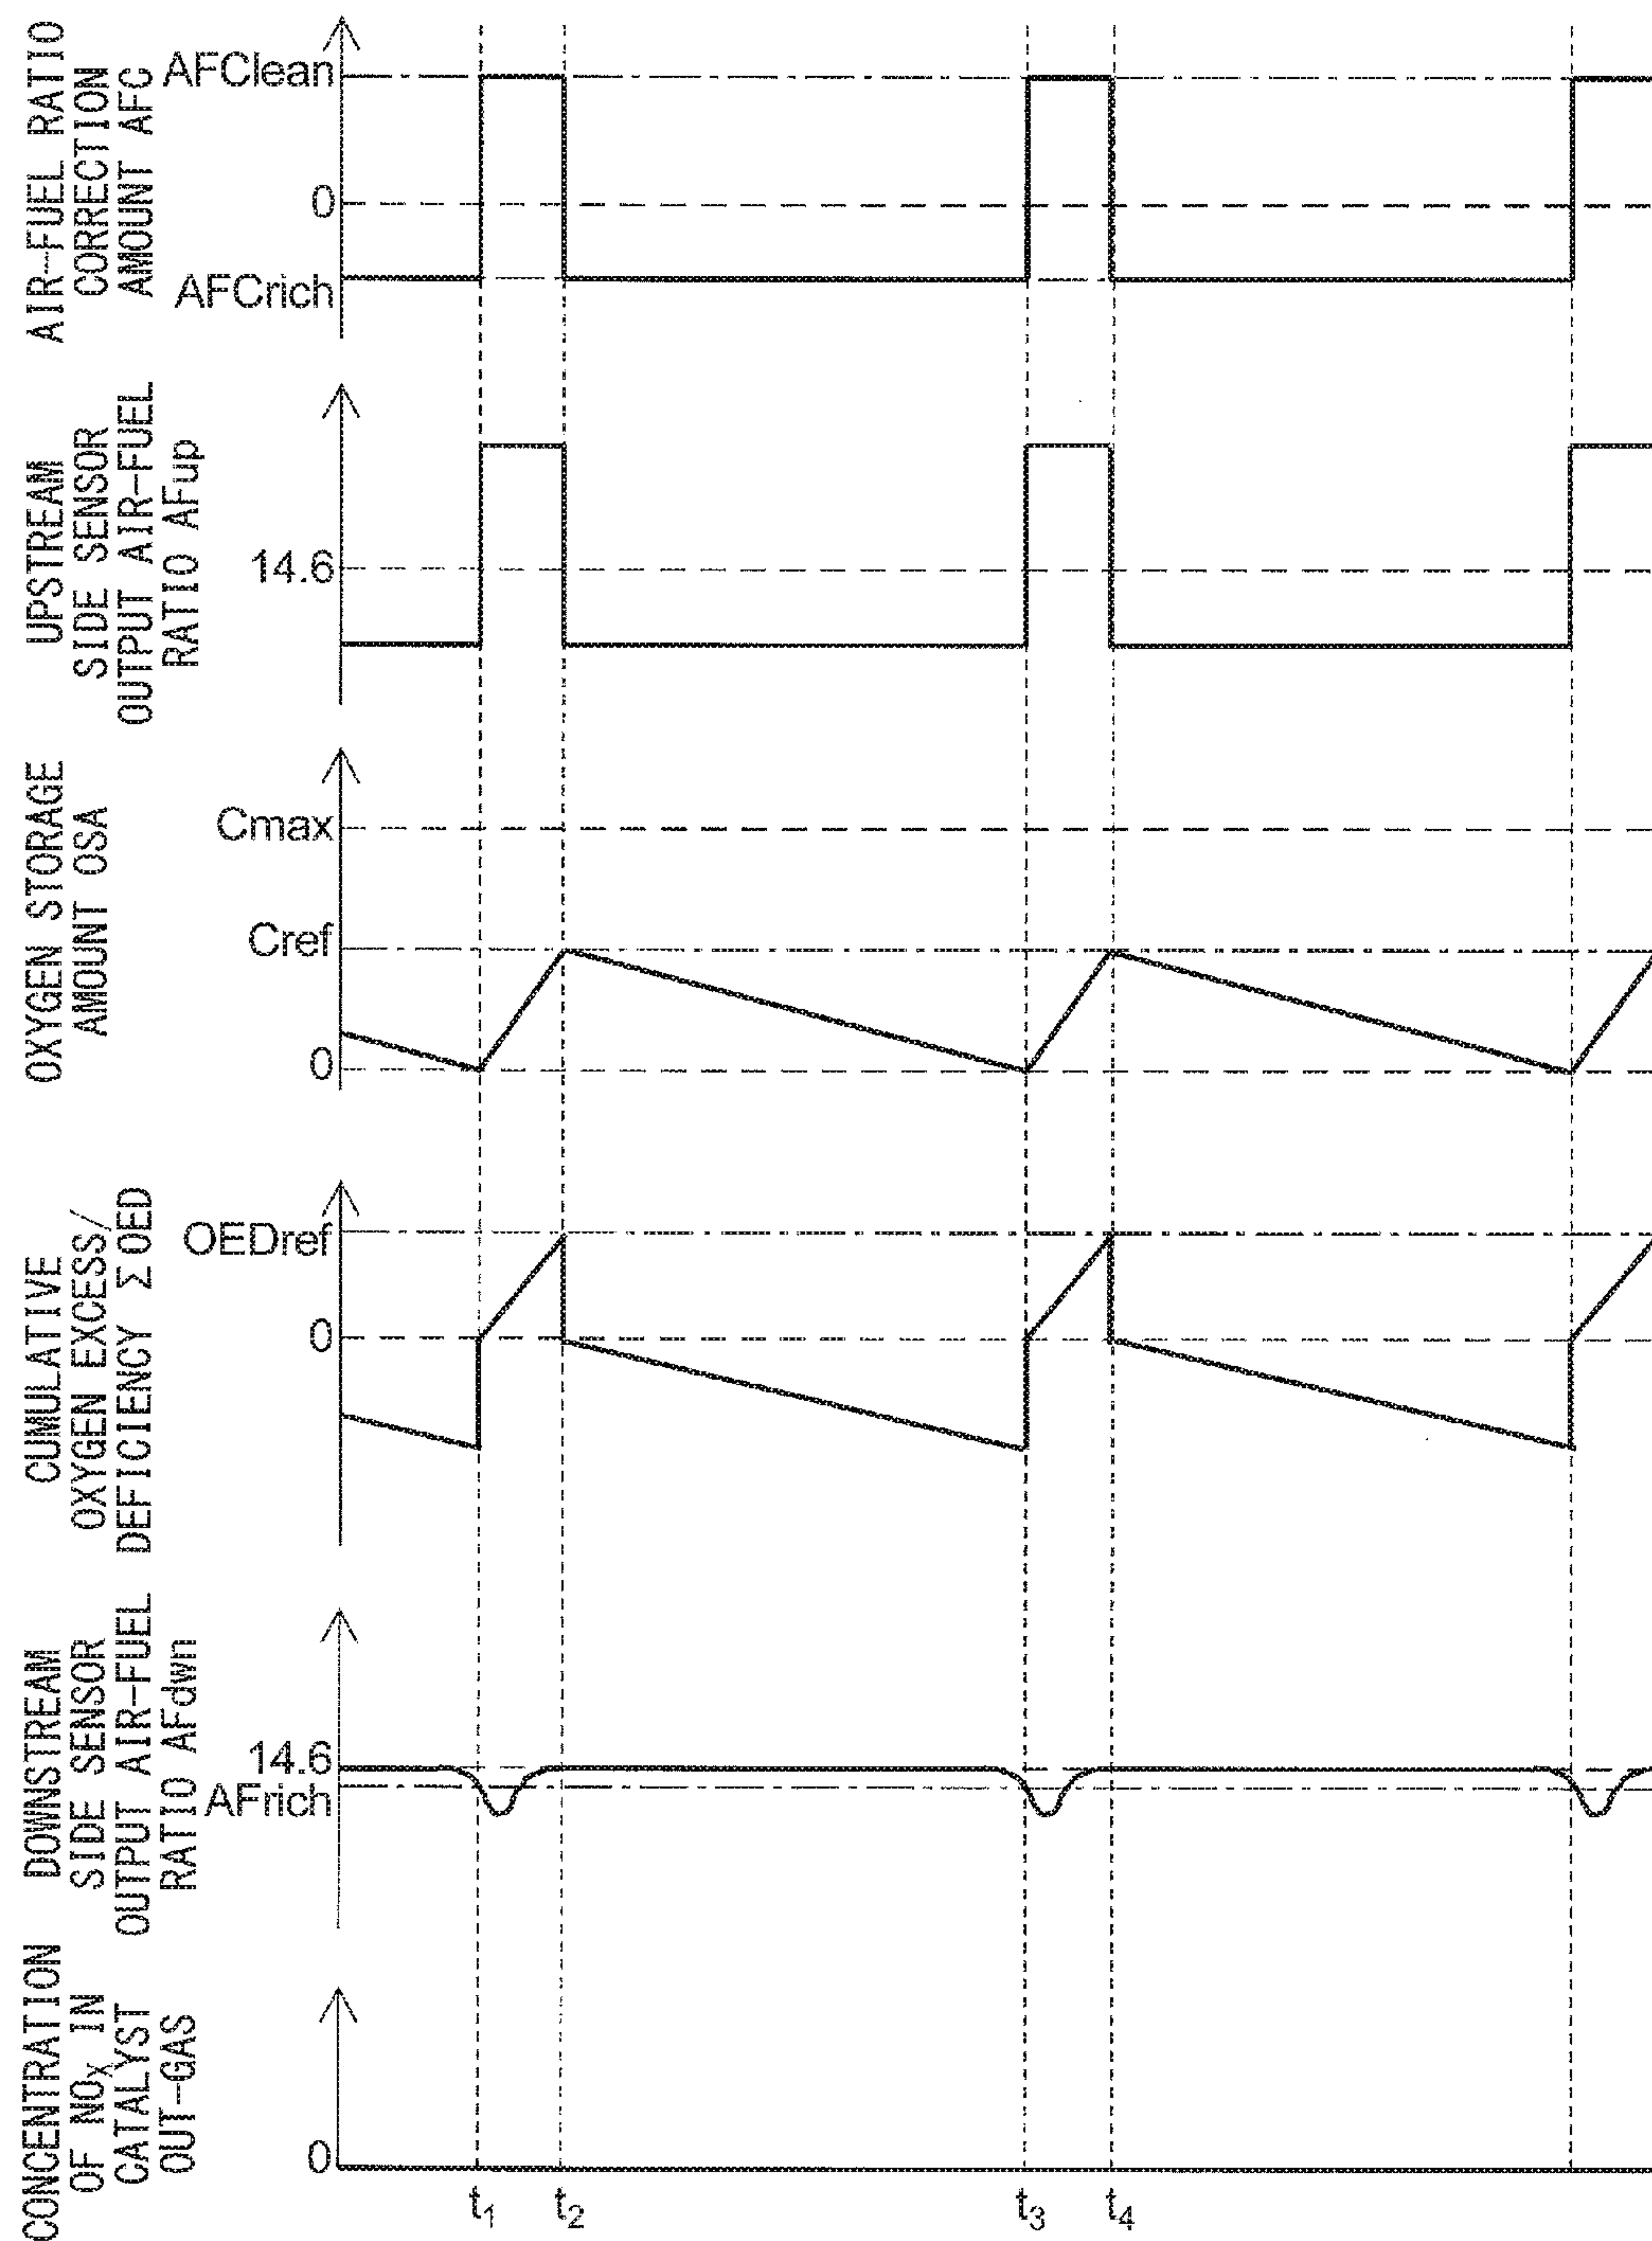 AIR-FUEL RATIO
CORRECTION
AMOUNT AFC
AFClean
0
AFCrich
UPSTREAM
SIDE SENSOR
OUTPUT AIR-FUEL
RATIO AFup
14.6
OXYGEN STORAGE
AMOUNT OSA
Cmax
Cref
0
CUMULATIVE
OXYGEN EXCESS/
DEFICIENCY ΣOED
OEDref
0
DOWNSTREAM
SIDE SENSOR
OUTPUT AIR-FUEL
RATIO AFdwn
14.6
AFrich
CONCENTRATION
OF NOX IN
CATALYST
OUT-GAS
0
t1 t2 t3 t4